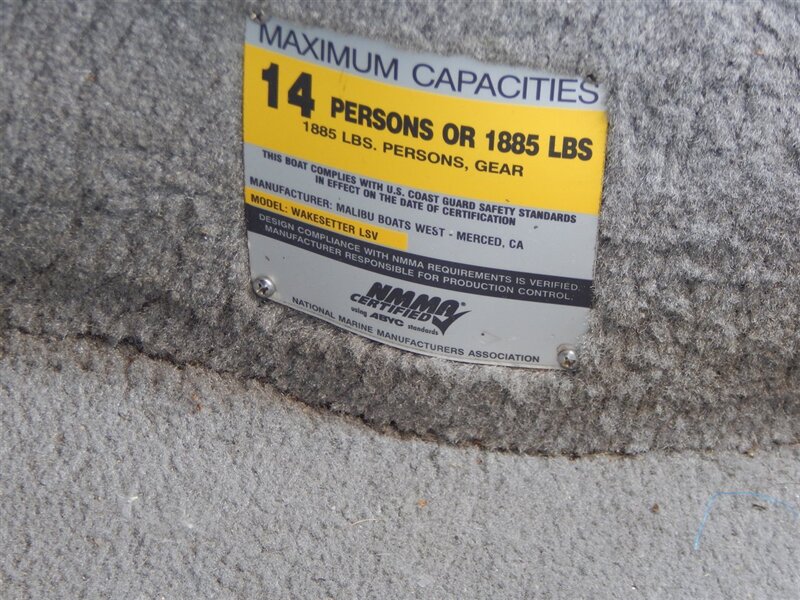 MAXIMUM CAPACITIES
14 PERSONS OR 1885 LBS
1885 LBS. PERSONS, GEAR
THIS BOAT COMPLIES WITH U.S. COAST GUARD SAFETY STANDARDS
IN EFFECT ON THE DATE OF CERTIFICATION
MANUFACTURER: MALIBU BOATS WEST - MERCED, CA
MODEL: WAKESETTER LSV
DESIGN COMPLIANCE WITH NMMA REQUIREMENTS IS VERIFIED.
MANUFACTURER RESPONSIBLE FOR PRODUCTION CONTROL.
NMMA®
CERTIFIED
using ABYC standards
NATIONAL MARINE MANUFACTURERS ASSOCIATION